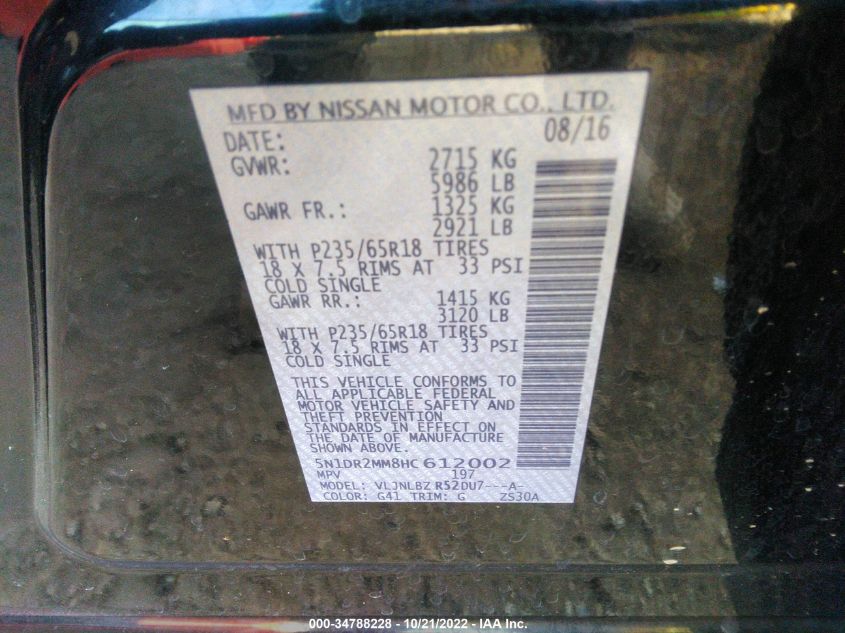 MFD BY NISSAN MOTOR CO., LTD.
DATE: 08/16
GVWR: 2715 KG
5986 LB
GAWR FR.: 1325 KG
2921 LB
WITH P235/65R18 TIRES
18 X 7.5 RIMS AT 33 PSI
COLD SINGLE
GAWR RR.: 1415 KG
3120 LB
WITH P235/65R18 TIRES
18 X 7.5 RIMS AT 33 PSI
COLD SINGLE
THIS VEHICLE CONFORMS TO
ALL APPLICABLE FEDERAL
MOTOR VEHICLE SAFETY AND
THEFT PREVENTION
STANDARDS IN EFFECT ON
THE DATE OF MANUFACTURE
SHOWN ABOVE.
5N1DR2MM8HC 612002
MPV 197
MODEL: VLJNLBZ R52DU7---A-
COLOR: G41 TRIM: G ZS30A
000-34788228 - 10/21/2022 - IAA Inc.